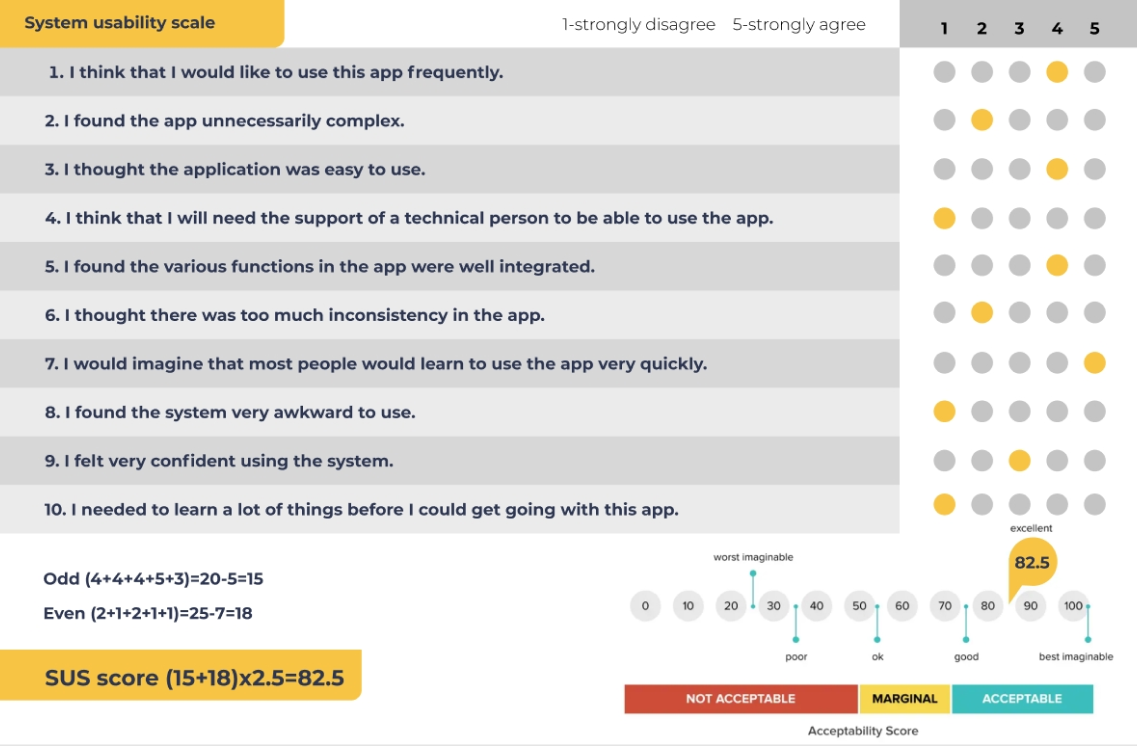 System usability scale
1-strongly disagree 5-strongly agree
1 2 3 4 5
1. I think that I would like to use this app frequently.
2. I found the app unnecessarily complex.
3. I thought the application was easy to use.
4. I think that I will need the support of a technical person to be able to use the app.
5. I found the various functions in the app were well integrated.
6. I thought there was too much inconsistency in the app.
7. I would imagine that most people would learn to use the app very quickly.
8. I found the system very awkward to use.
9. I felt very confident using the system.
10. I needed to learn a lot of things before I could get going with this app.
Odd (4+4+4+5+3)=20-5=15
Even (2+1+2+1+1)=25-7=18
SUS score (15+18)x2.5=82.5
excellent
worst imaginable
82.5
0 10 20 30 40 50 60 70 80 90 100
poor ok good best imaginable
NOT ACCEPTABLE MARGINAL ACCEPTABLE
Acceptability Score